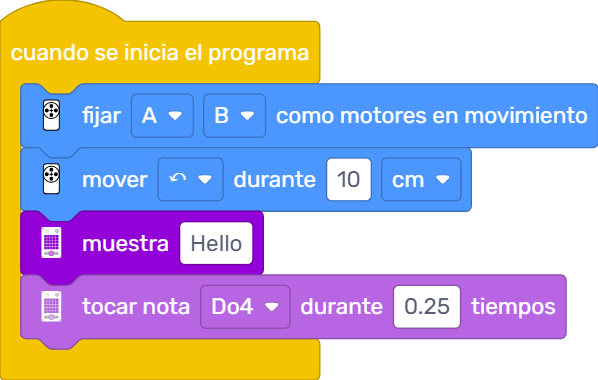 cuando se inicia el programa
fijar A B como motores en movimiento
mover durante 10 cm
muestra Hello
tocar nota Do4 durante 0.25 tiempos